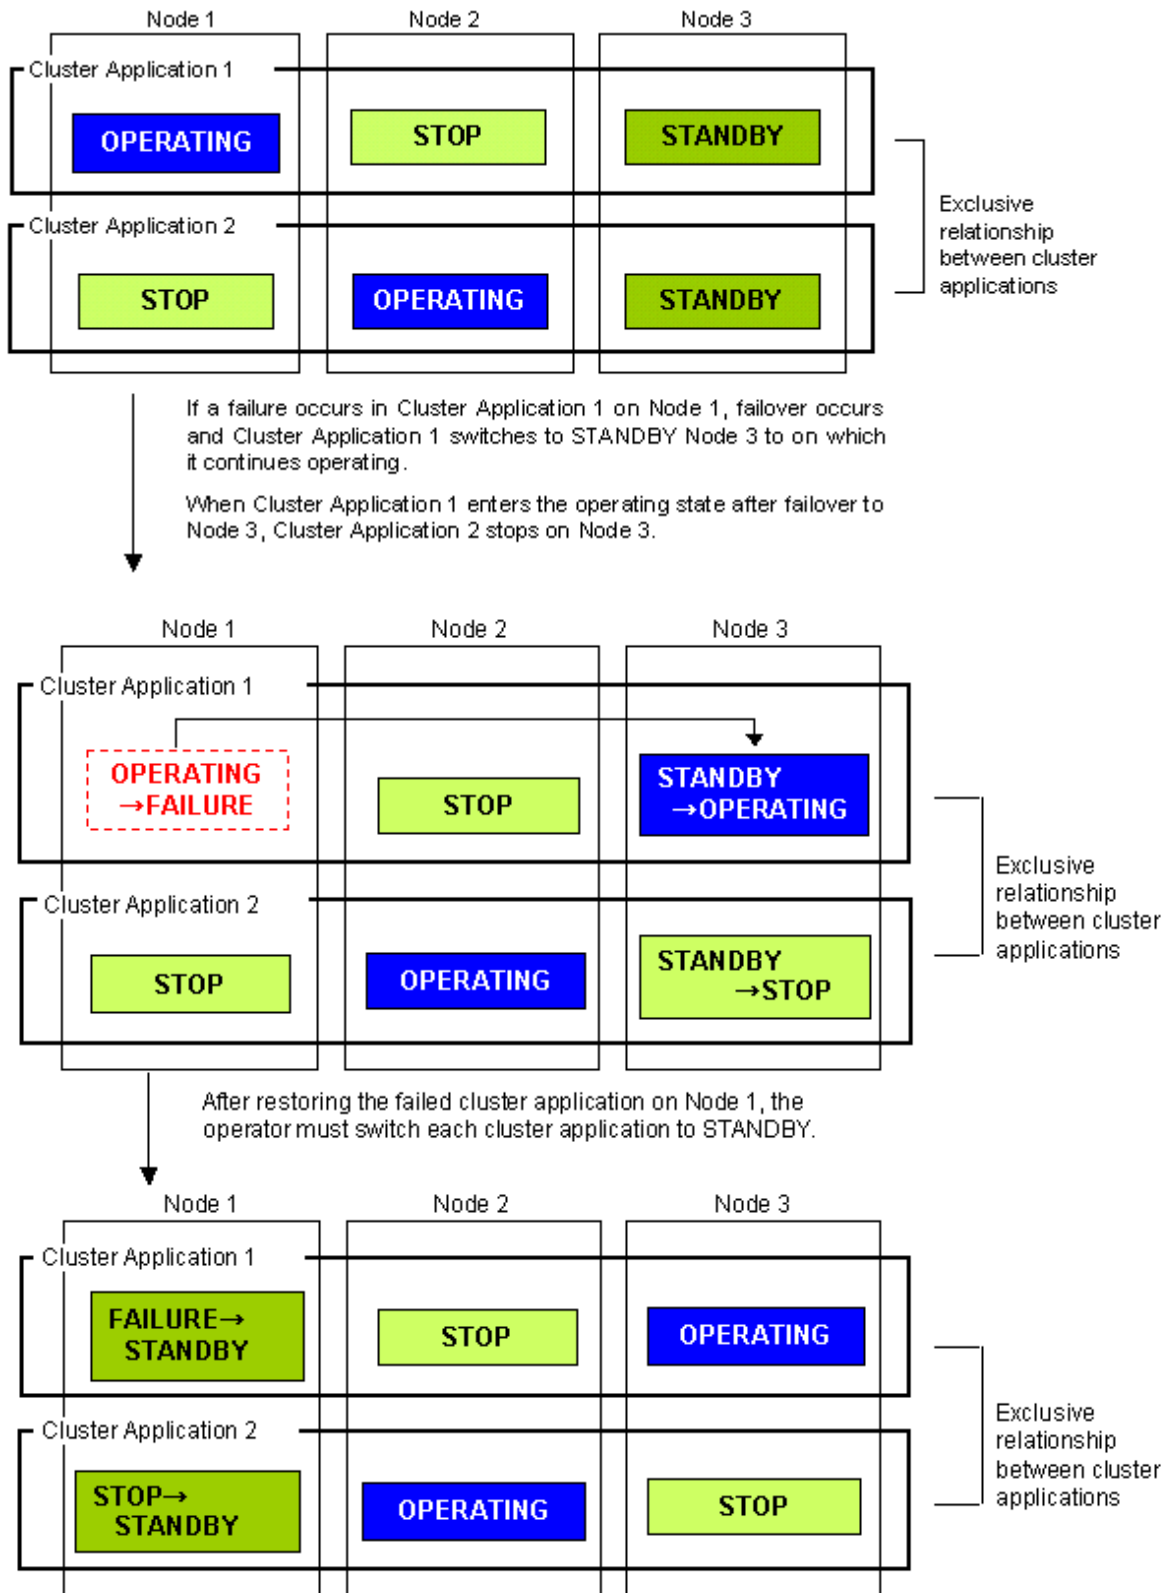 Node 1
Node 2
Node 3
Cluster Application 1
OPERATING
STOP
STANDBY
Cluster Application 2
STOP
OPERATING
STANDBY
Exclusive
relationship
between cluster
applications
If a failure occurs in Cluster Application 1 on Node 1, failover occurs
and Cluster Application 1 switches to STANDBY Node 3 to on which
it continues operating.
When Cluster Application 1 enters the operating state after failover to
Node 3, Cluster Application 2 stops on Node 3.
Node 1
Node 2
Node 3
Cluster Application 1
OPERATING
→FAILURE
STOP
STANDBY
→OPERATING
Cluster Application 2
STOP
OPERATING
STANDBY
→STOP
Exclusive
relationship
between cluster
applications
After restoring the failed cluster application on Node 1, the
operator must switch each cluster application to STANDBY.
Node 1
Node 2
Node 3
Cluster Application 1
FAILURE→
STANDBY
STOP
OPERATING
Cluster Application 2
STOP→
STANDBY
OPERATING
STOP
Exclusive
relationship
between cluster
applications